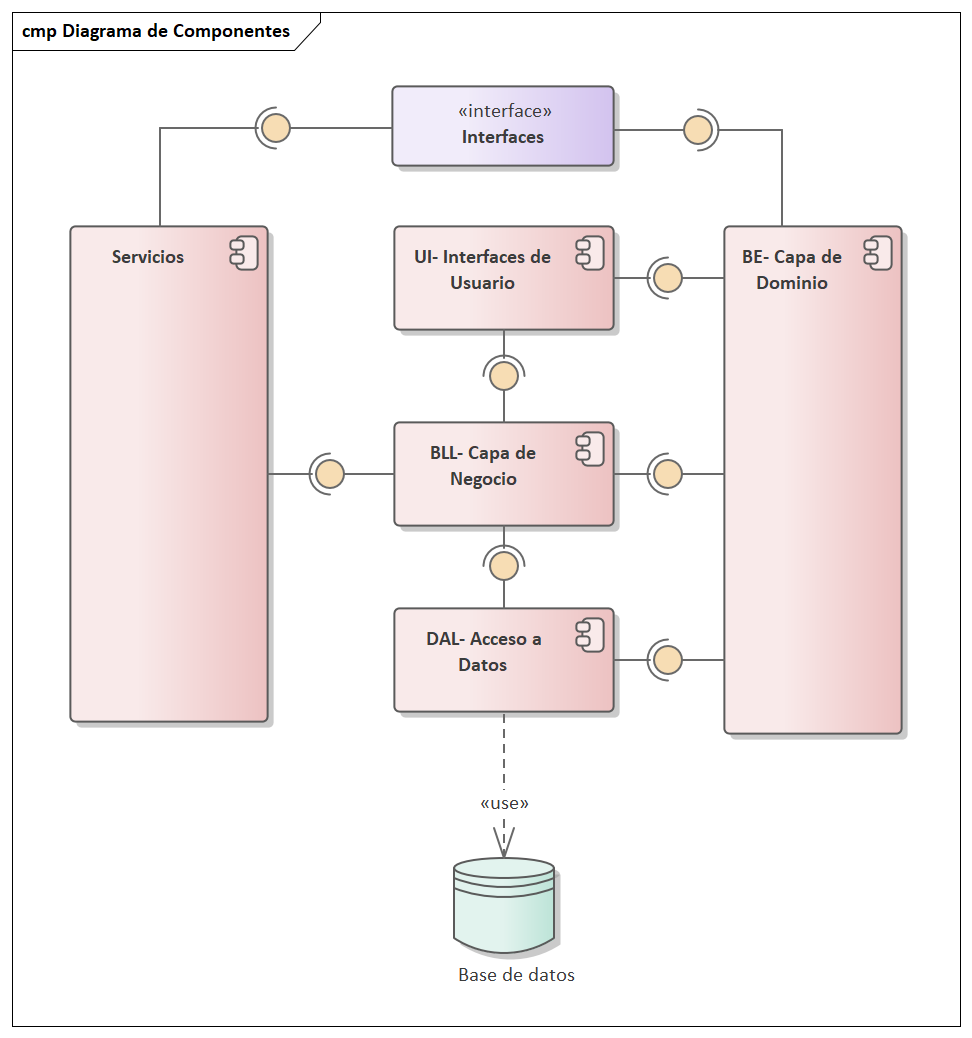 cmp Diagrama de Componentes
«interface»
Interfaces
Servicios
UI- Interfaces de
Usuario
BE- Capa de
Dominio
BLL- Capa de
Negocio
DAL- Acceso a
Datos
«use»
Base de datos